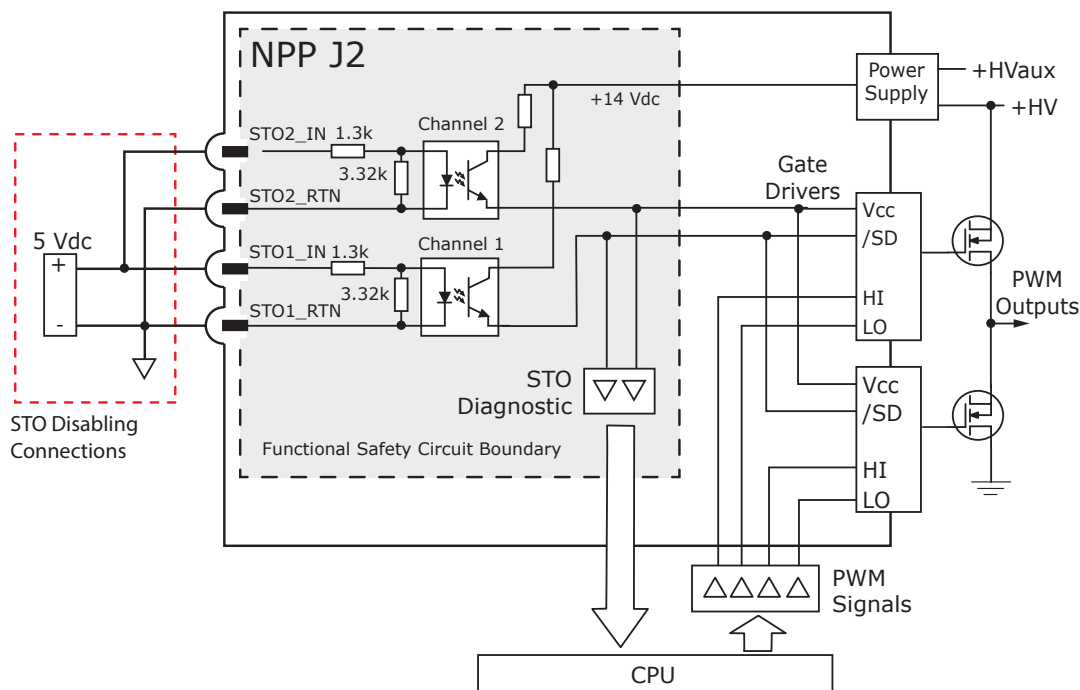 NPP J2
Power
Supply
+HVaux
+HV
+14 Vdc
STO2_IN
1.3k
Channel 2
3.32k
STO2_RTN
Gate
Drivers
5 Vdc
+
-
STO1_IN
1.3k
Channel 1
3.32k
STO1_RTN
Vcc
/SD
HI
LO
PWM
Outputs
STO
Diagnostic
Vcc
/SD
HI
LO
STO Disabling
Connections
Functional Safety Circuit Boundary
PWM
Signals
CPU